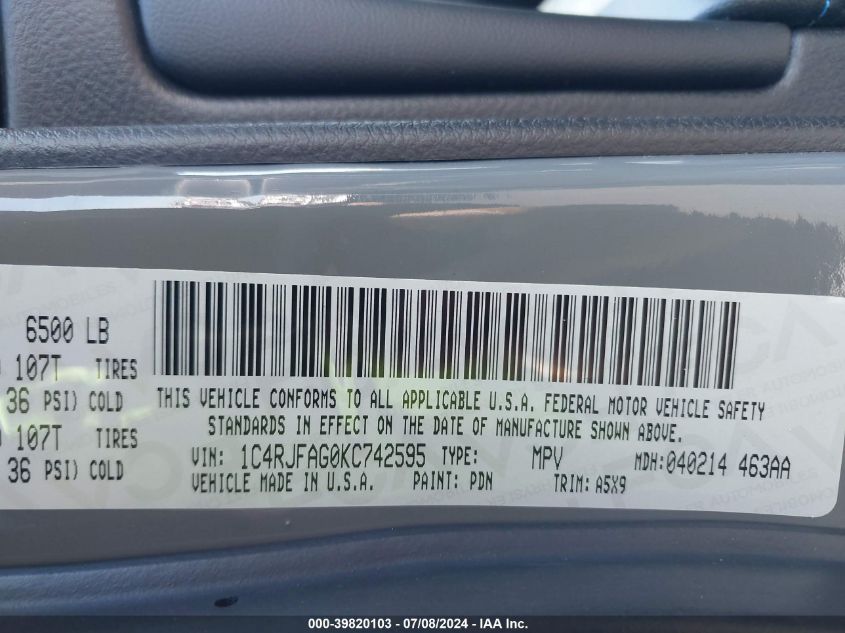 6500 LB
107T TIRES
36 PSI) COLD
107T TIRES
36 PSI) COLD
THIS VEHICLE CONFORMS TO ALL APPLICABLE U.S.A. FEDERAL MOTOR VEHICLE SAFETY
STANDARDS IN EFFECT ON THE DATE OF MANUFACTURE SHOWN ABOVE.
VIN: 1C4RJFAG0KC742595 TYPE: MPV MDH:040214 463AA
VEHICLE MADE IN U.S.A. PAINT: PDN TRIM: A5X9
000-39820103 - 07/08/2024 - IAA Inc.